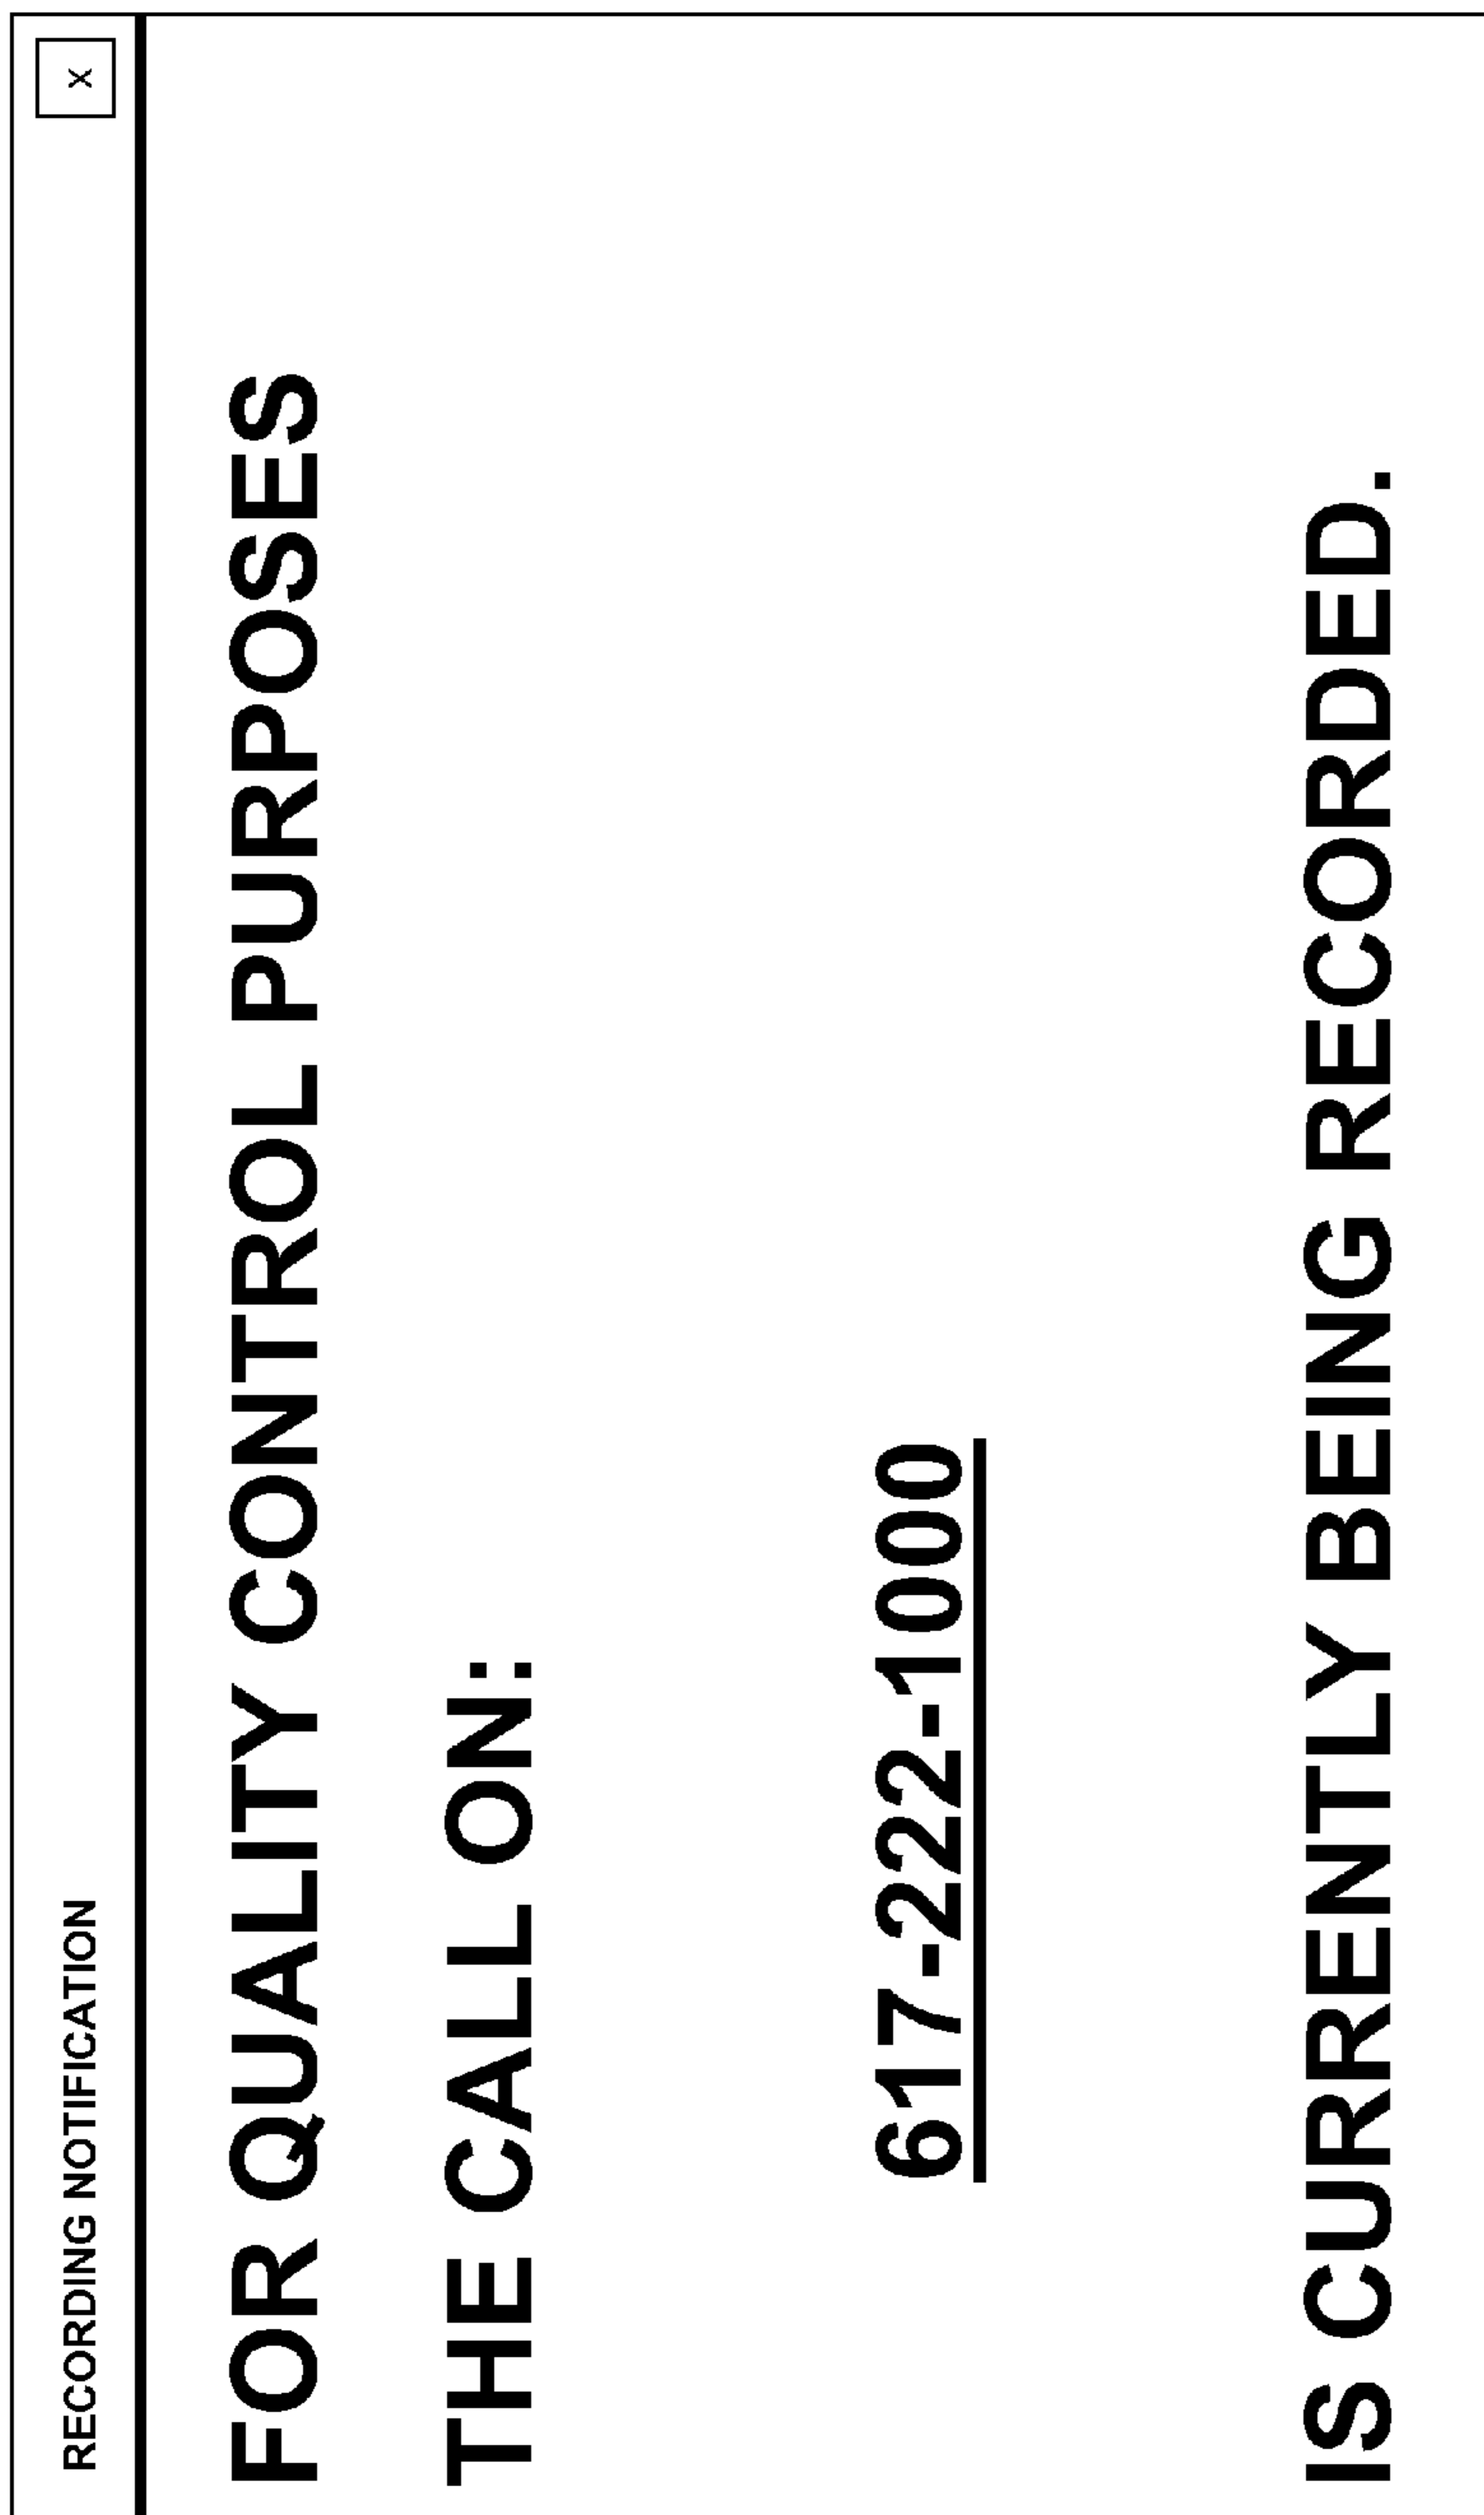 RECORDING NOTIFICATION
X
FOR QUALITY CONTROL PURPOSES
THE CALL ON:
617-222-1000
IS CURRENTLY BEING RECORDED.